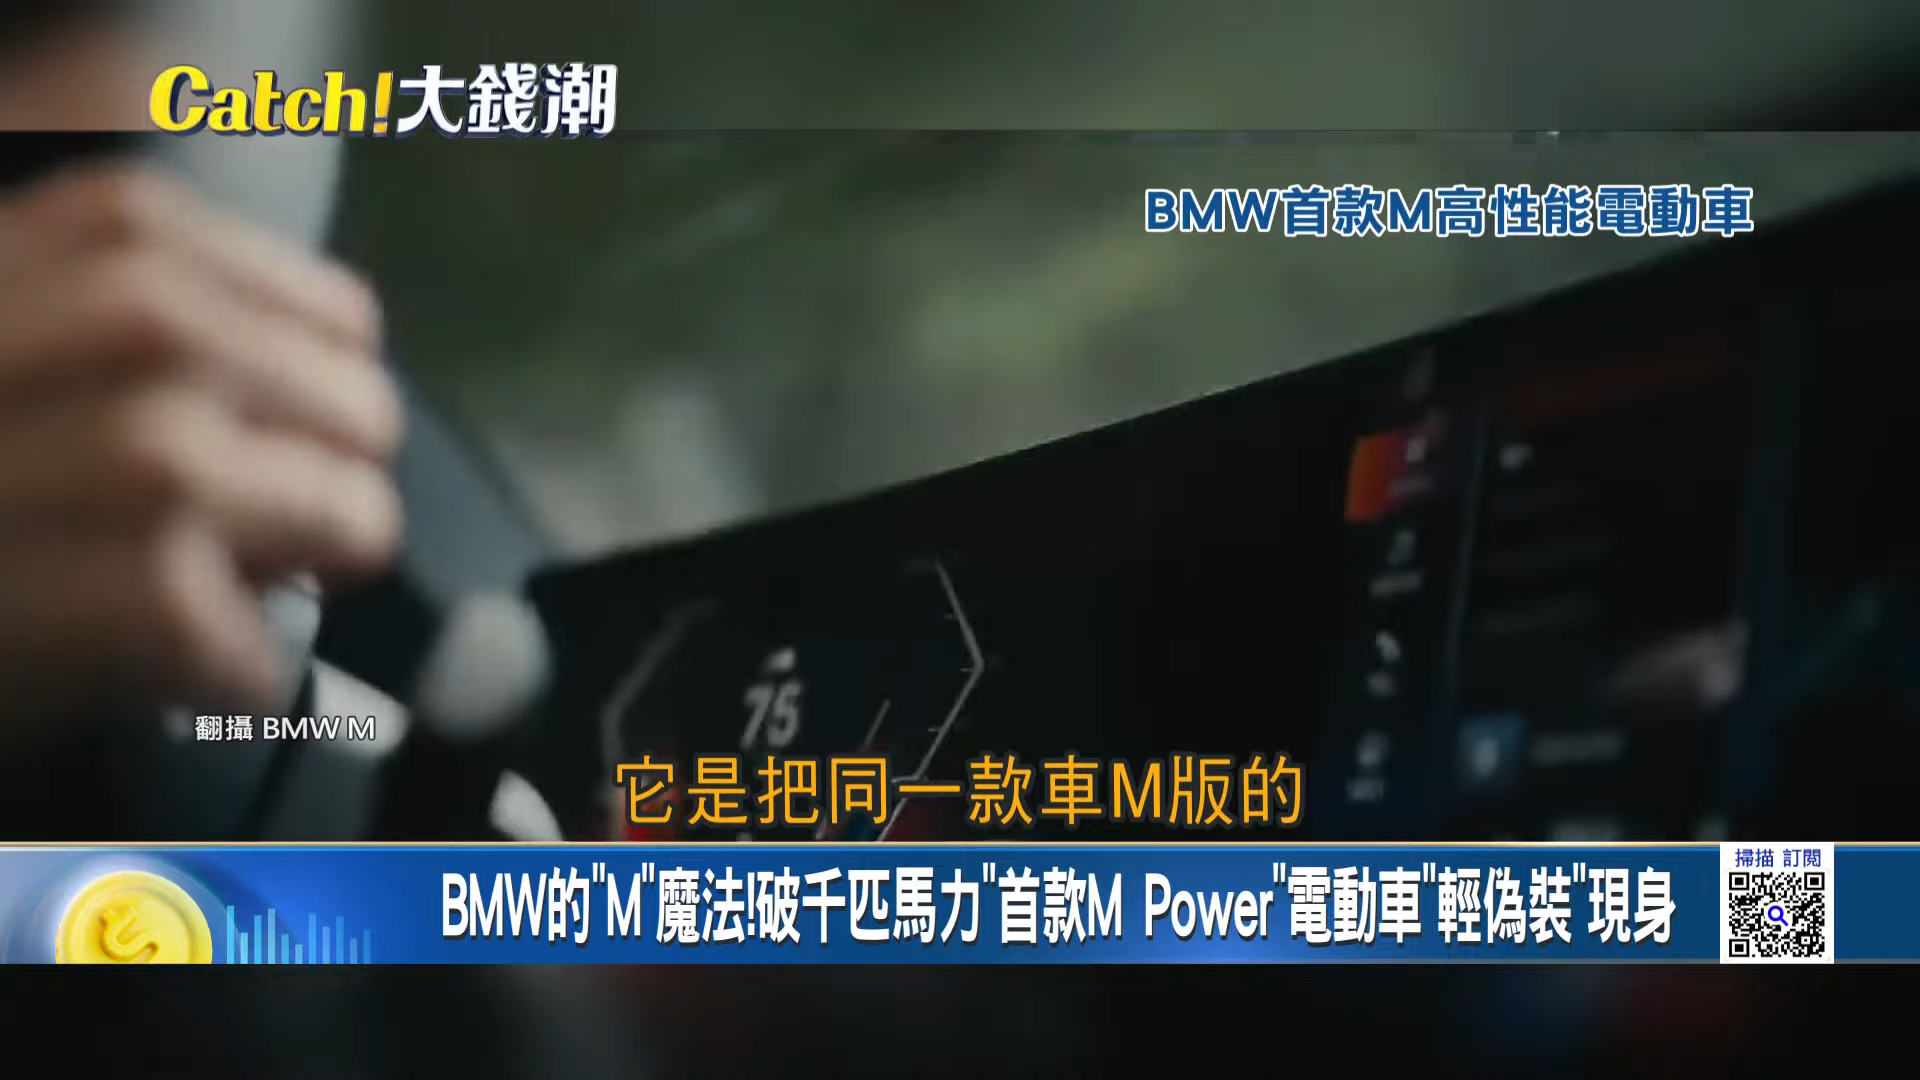 Catch!大錢潮
BMW首款M高性能電動車
75
翻攝 BMW M
它是把同一款車M版的
BMW的"M"魔法!破千匹馬力"首款M Power"電動車"輕偽裝"現身
掃描 訂閱